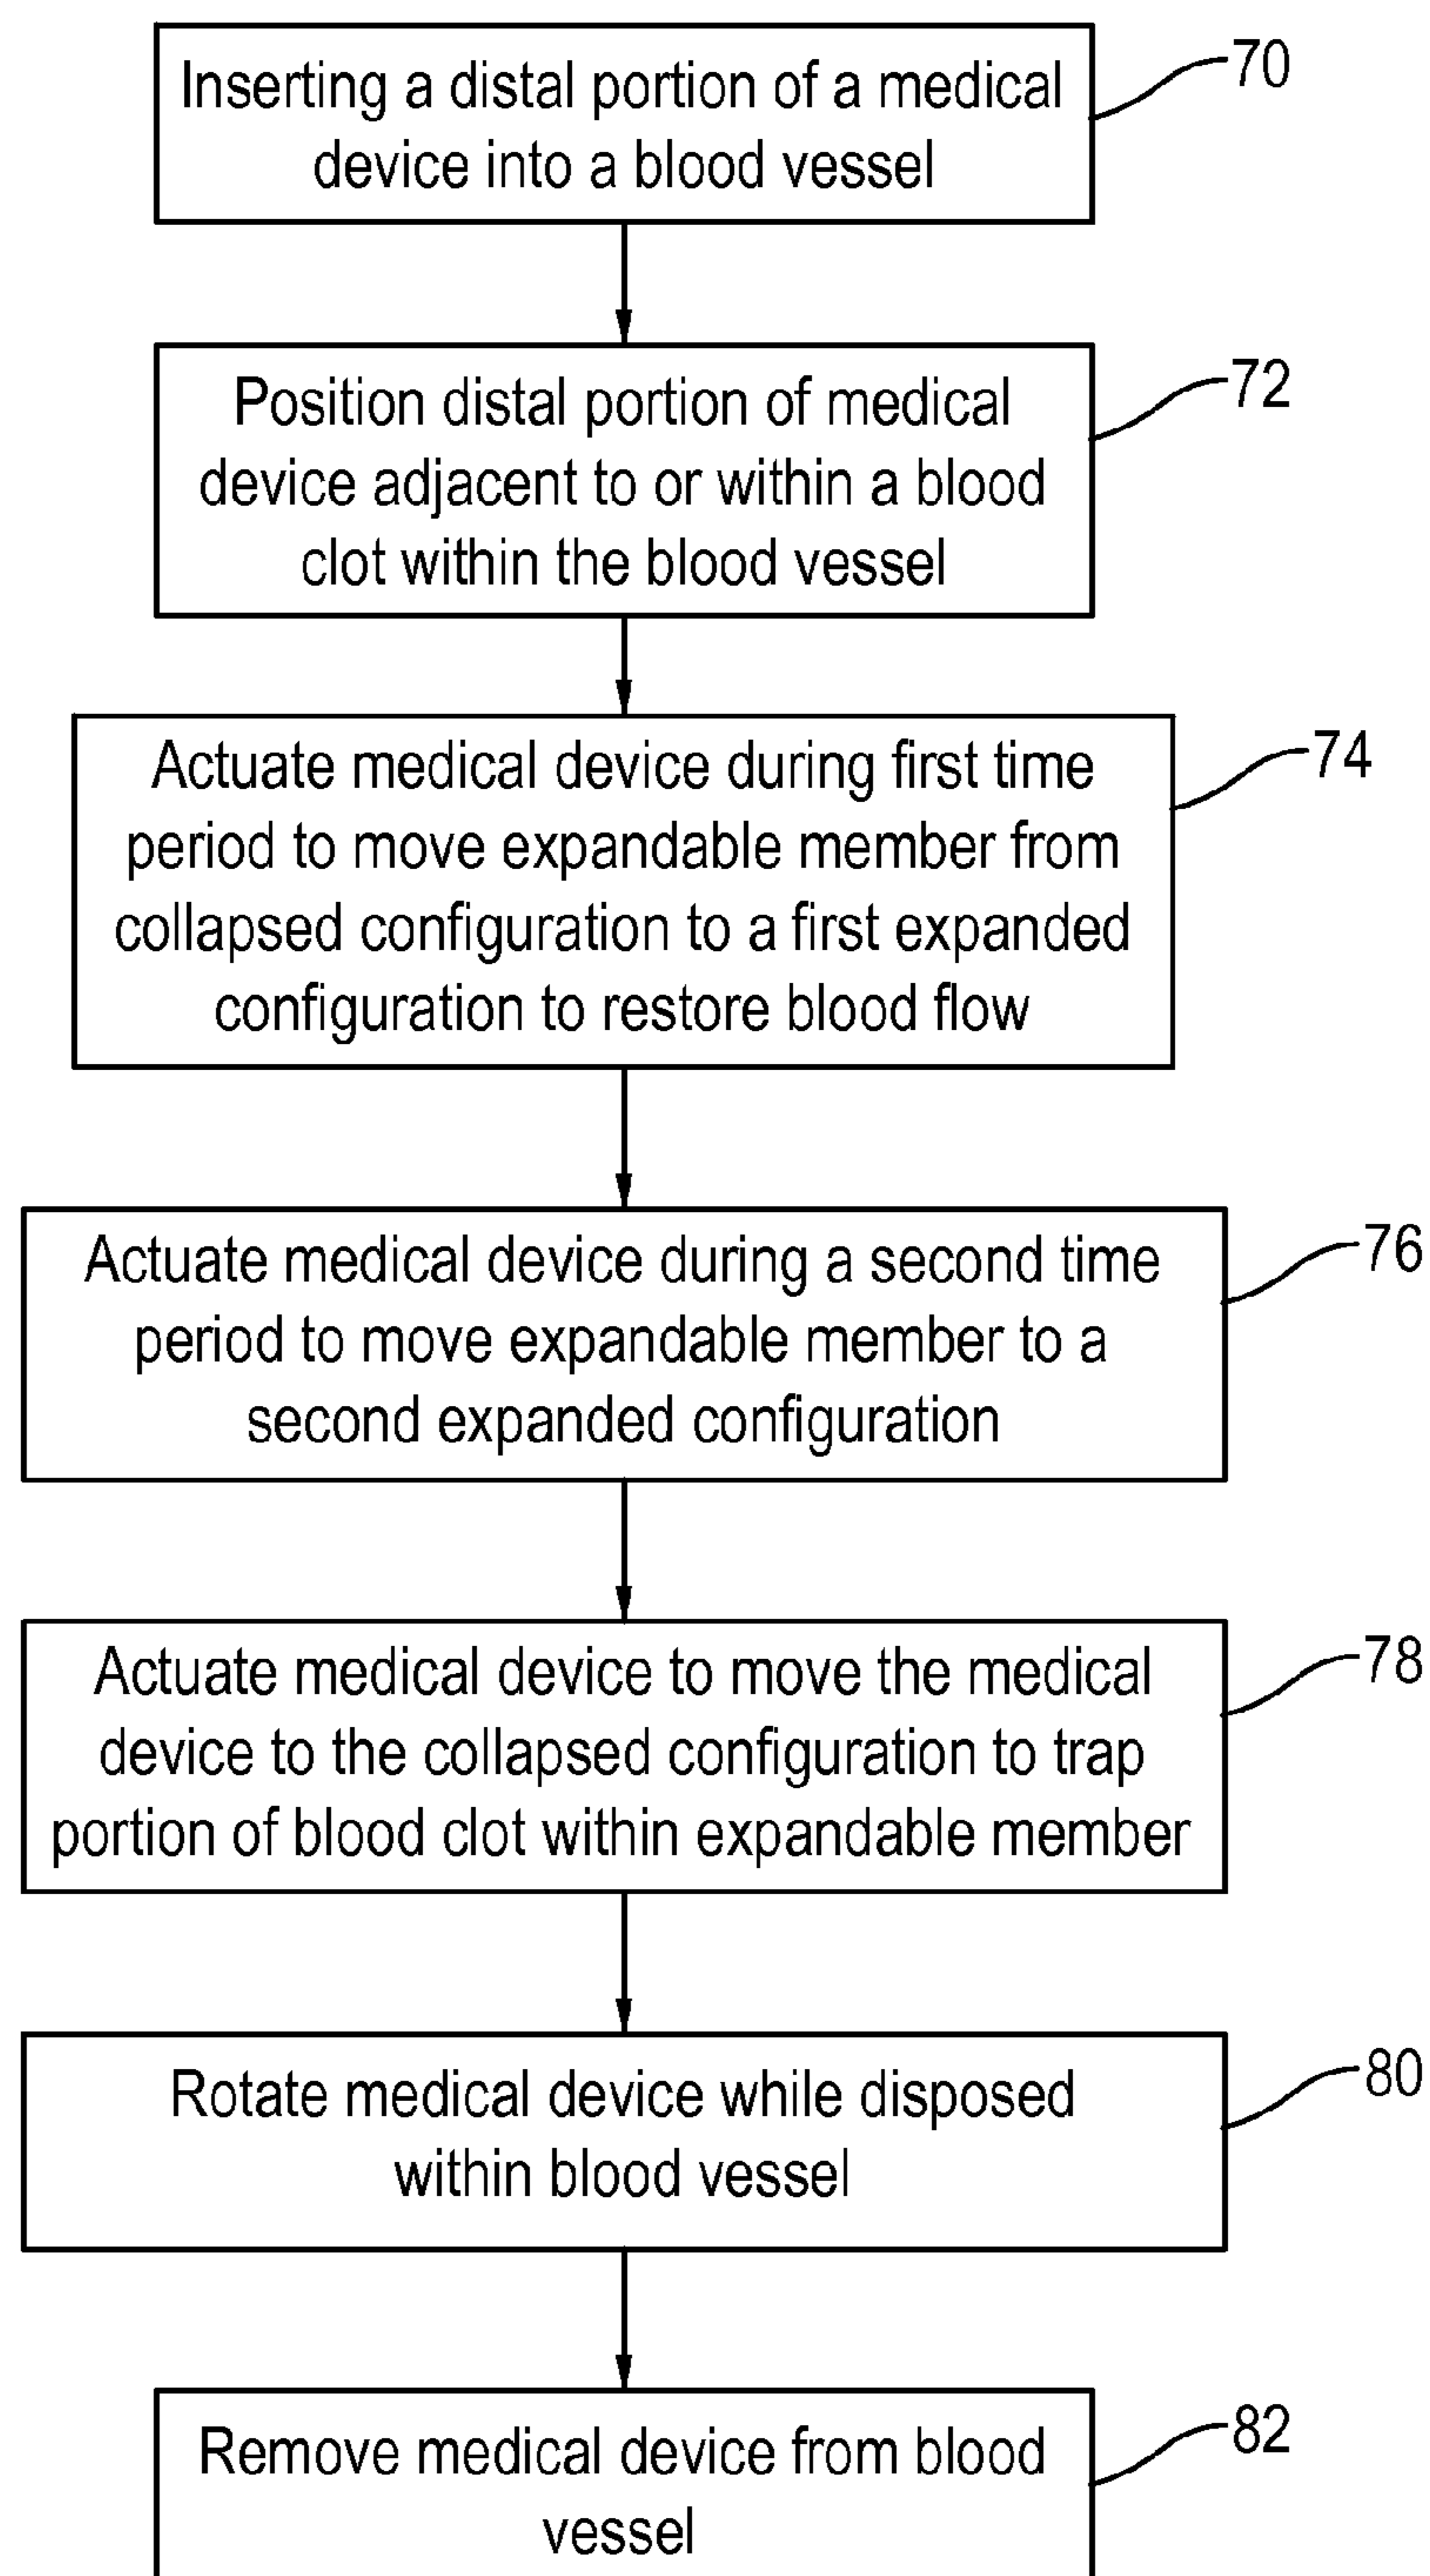 Inserting a distal portion of a medical
device into a blood vessel
70
Position distal portion of medical
device adjacent to or within a blood
clot within the blood vessel
72
Actuate medical device during first time
period to move expandable member from
collapsed configuration to a first expanded
configuration to restore blood flow
74
Actuate medical device during a second time
period to move expandable member to a
second expanded configuration
76
Actuate medical device to move the medical
device to the collapsed configuration to trap
portion of blood clot within expandable member
78
Rotate medical device while disposed
within blood vessel
80
Remove medical device from blood
vessel
82